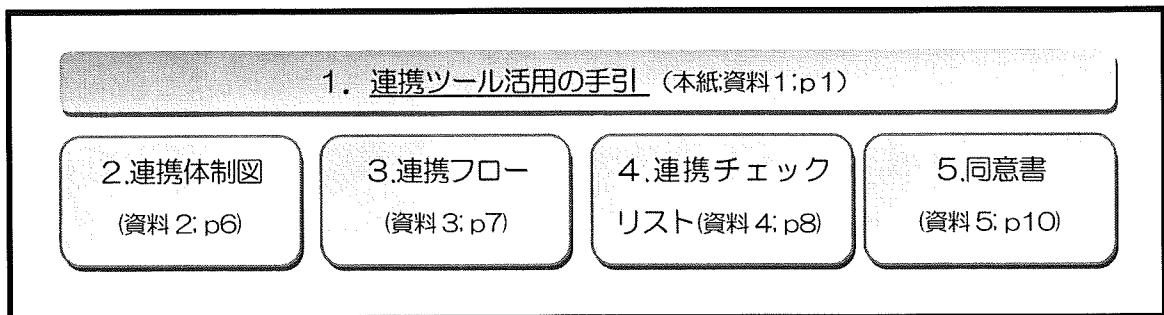 1. 連携ツール活用の手引 (本紙;資料1;p1)
2.連携体制図
(資料2; p6)
3.連携フロー
(資料3; p7)
4.連携チェック
リスト(資料4; p8)
5.同意書
(資料5; p10)